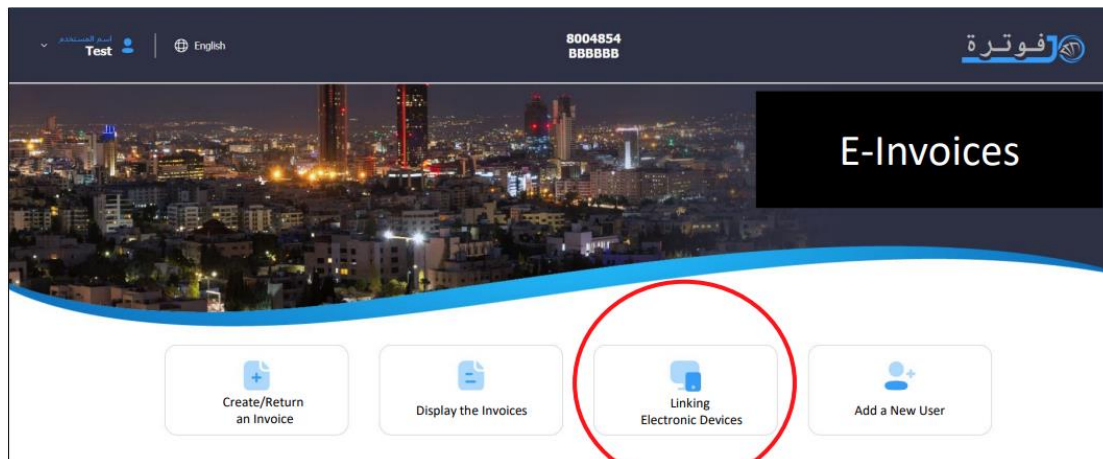 اسم المستخدم
Test
English
8004854
BBBBBB
فوترة
E-Invoices
Create/Return
an Invoice
Display the Invoices
Linking
Electronic Devices
Add a New User